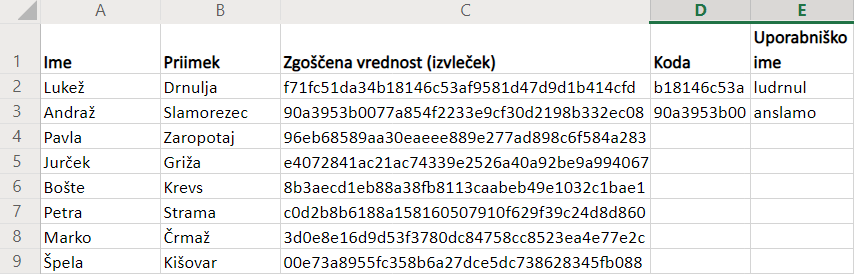 A B C D E
Uporabniško
1 Ime Priimek Zgoščena vrednost (izvleček) Koda ime
2 Lukež Drnulja f71fc51da34b18146c53af9581d47d9d1b414cfd b18146c53a ludrnul
3 Andraž Slamorezec 90a3953b0077a854f2233e9cf30d2198b332ec08 90a3953b00 anslamo
4 Pavla Zaropotaj 96eb68589aa30eaeee889e277ad898c6f584a283
5 Jurček Griža e4072841ac21ac74339e2526a40a92be9a994067
6 Bošte Krevs 8b3aecd1eb88a38fb8113caabeb49e1032c1bae1
7 Petra Strama c0d2b8b6188a158160507910f629f39c24d8d860
8 Marko Črmaž 3d0e8e16d9d53f3780dc84758cc8523ea4e77e2c
9 Špela Kišovar 00e73a8955fc358b6a27dce5dc738628345fb088